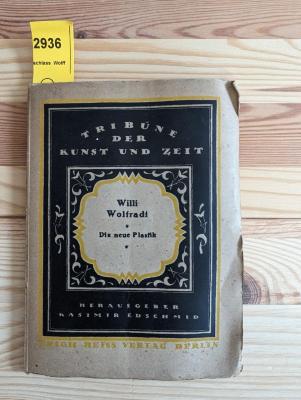 2936
Nachlass Wolff
TRIBÜNE
DER
KUNST UND ZEIT
Willi
Wolfradt
Die neue Plastik
HERAUSGEBER
KASIMIR EDSCHMID
ERICH REISS VERLAG BERLIN